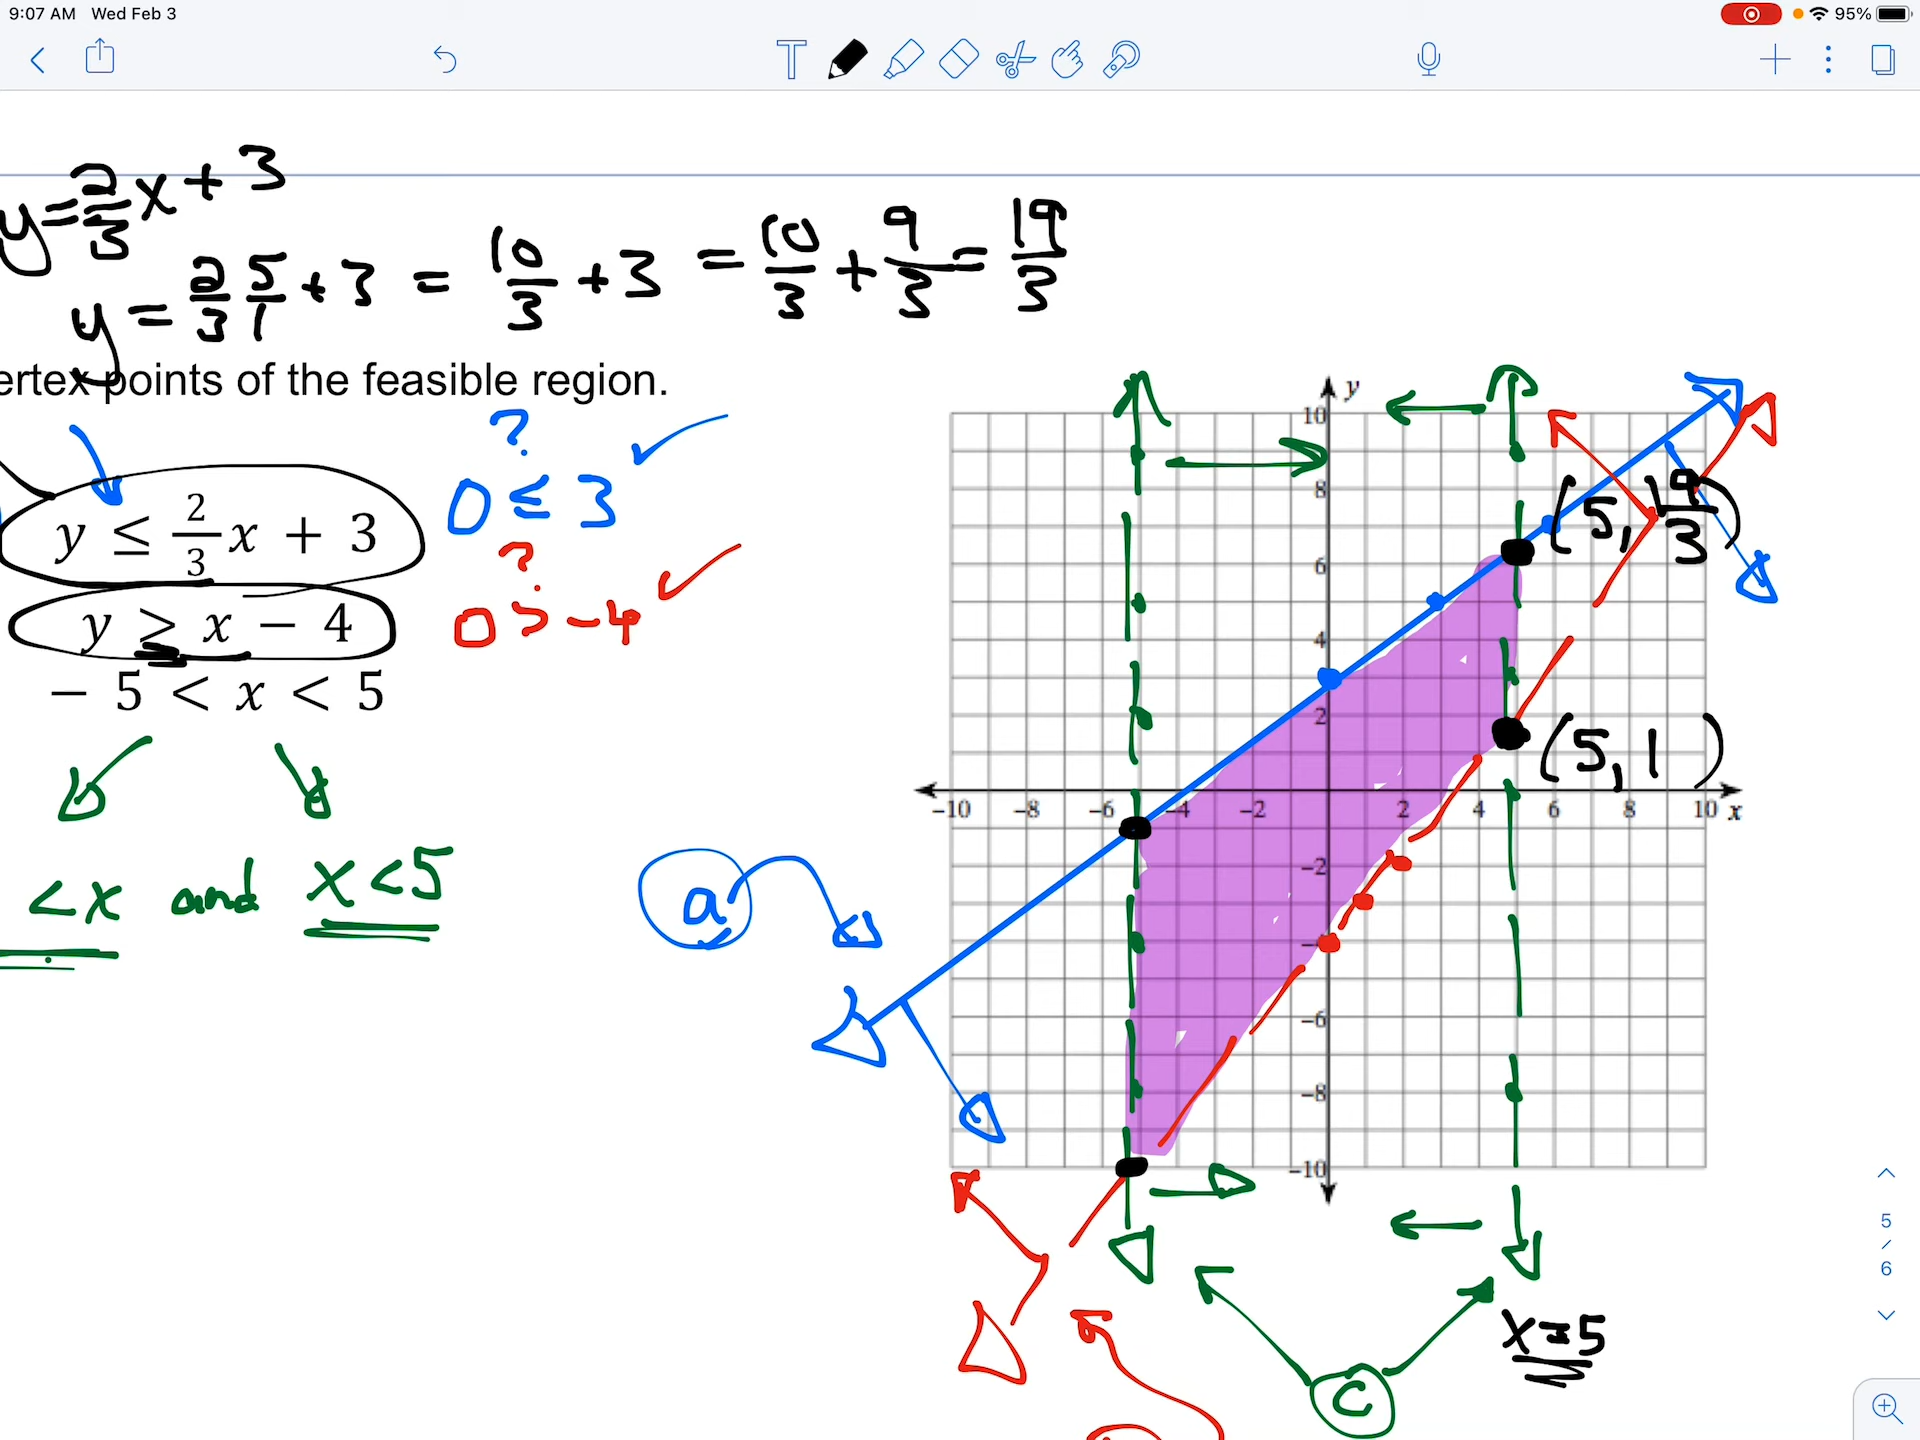 9:07 AM Wed Feb 3
95%
T
y = 2/3 x + 3
y = 2/3 5/1 + 3 = 10/3 + 3 = 10/3 + 9/3 = 19/3
ertex points of the feasible region.
y ≤ 2/3 x + 3
?
0 ≤ 3
y ≥ x − 4
?
0 > -4
− 5 < x < 5
< x and x < 5
a
y
10
8
6
4
2
−10 −8 −6 −4 −2 2 4 6 8 10 x
−2
−4
−6
−8
−10
(5, 19/3)
(5, 1)
x = 5
c
5
/
6